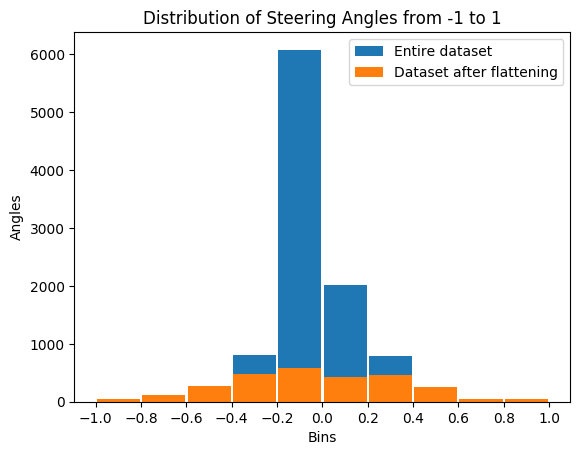 Distribution of Steering Angles from -1 to 1
Entire dataset
Dataset after flattening
6000
5000
4000
3000
2000
1000
0
Angles
−1.0 −0.8 −0.6 −0.4 −0.2 0.0 0.2 0.4 0.6 0.8 1.0
Bins